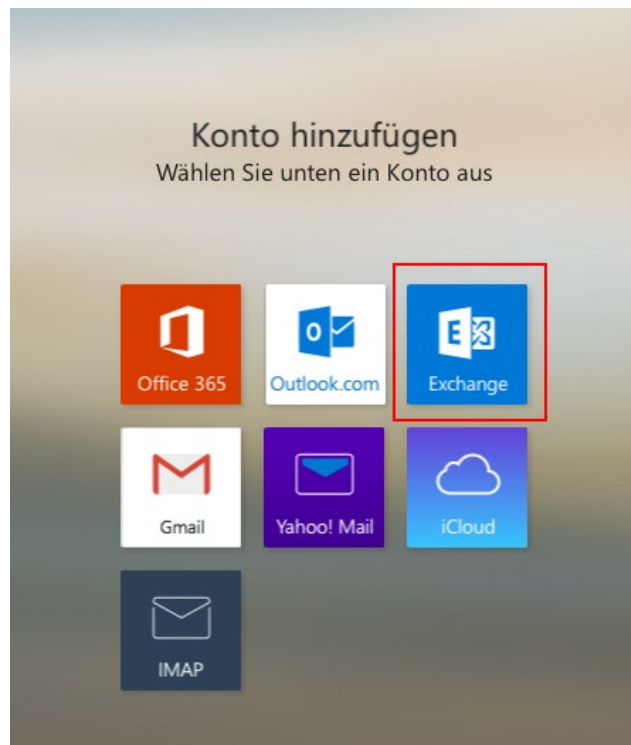 Konto hinzufügen
Wählen Sie unten ein Konto aus
O
E
Office 365
Outlook.com
Exchange
Gmail
Yahoo! Mail
iCloud
IMAP